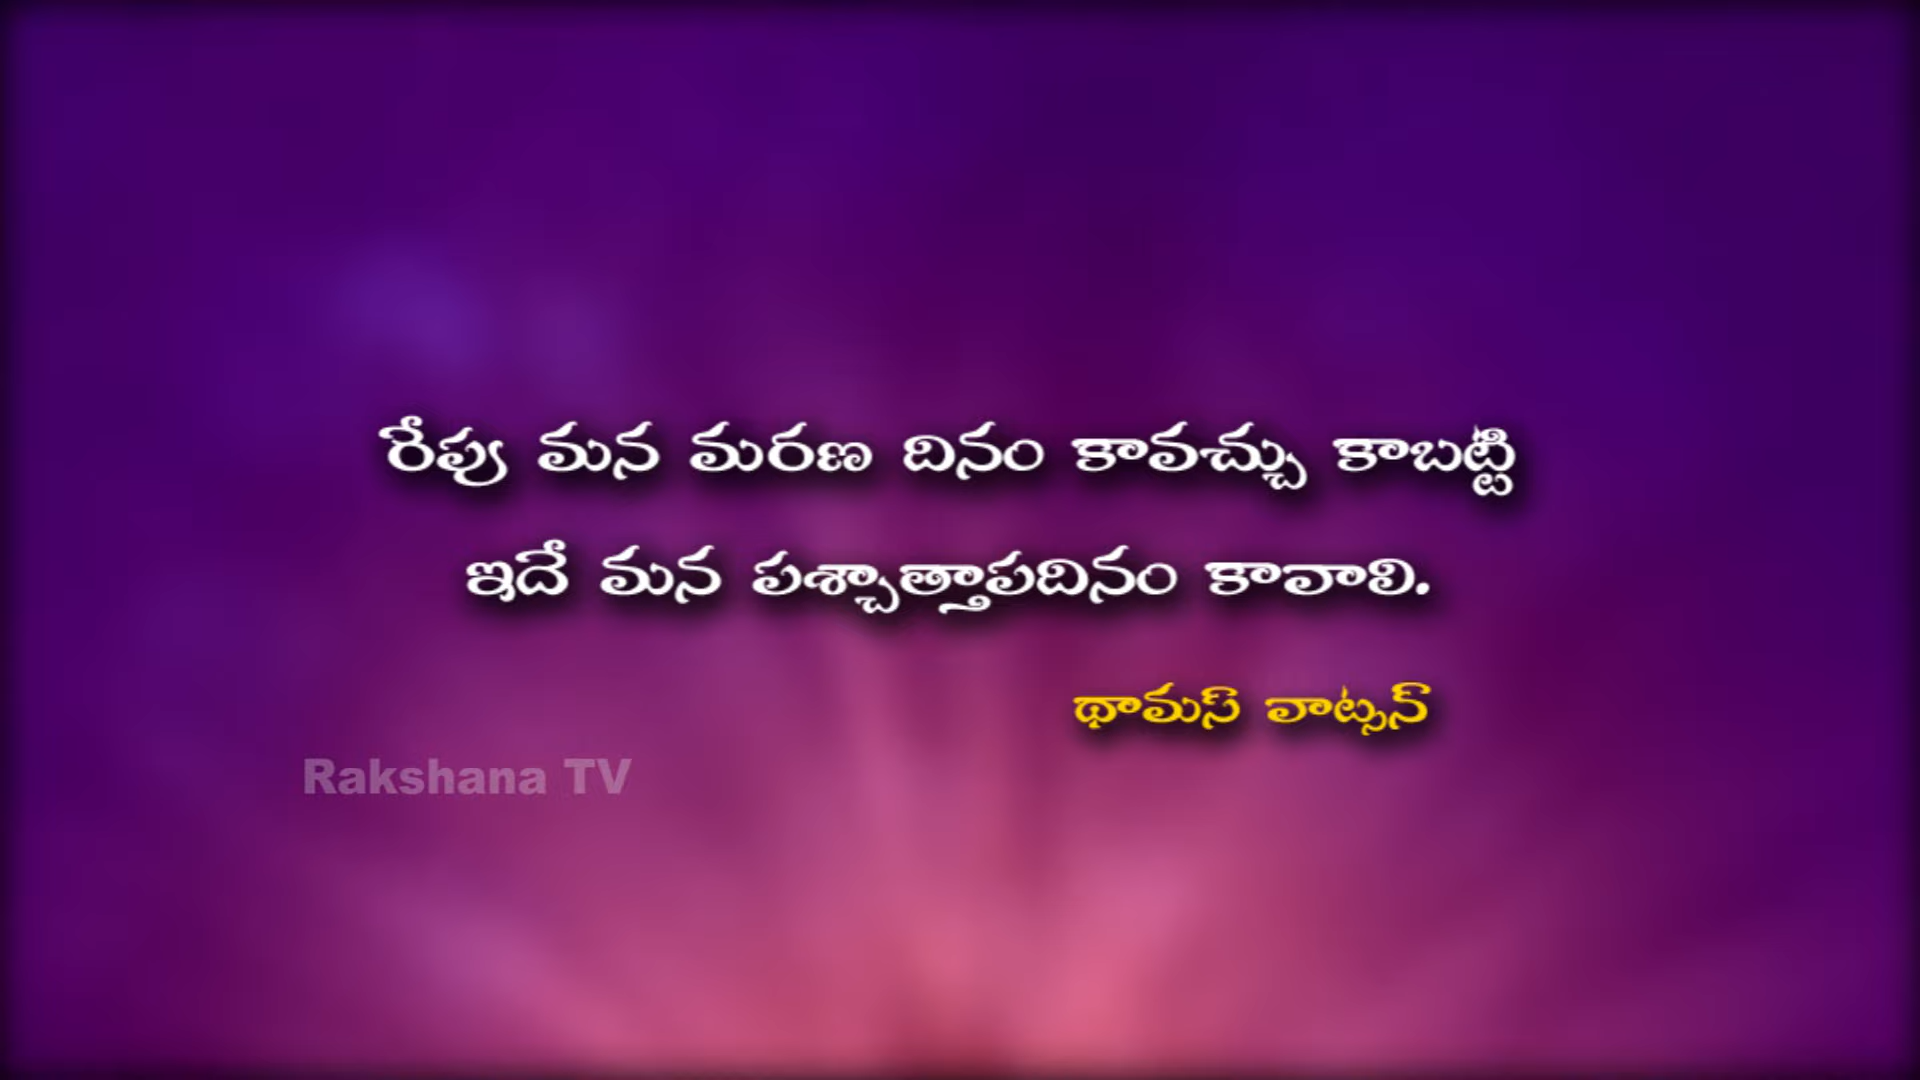 రేపు మన మరణ దినం కావచ్చు కాబట్టి
ఇదే మన పశ్చాత్తాపదినం కావాలి.
థామస్ వాట్సన్
Rakshana TV